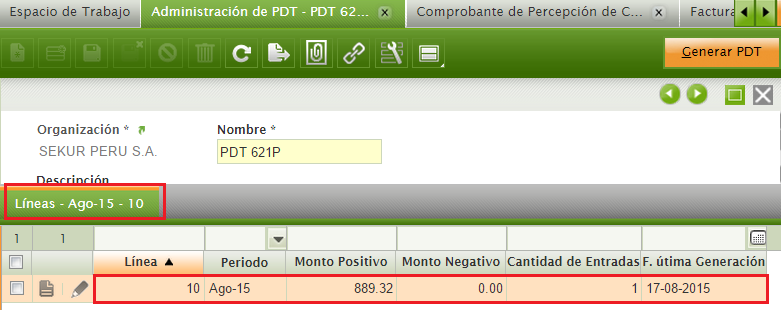 Espacio de Trabajo
Administración de PDT - PDT 62...
Comprobante de Percepción de C...
Factura
Generar PDT
Organización *
Nombre *
SEKUR PERU S.A.
PDT 621P
Descripción
Líneas - Ago-15 - 10
1 1
Línea Periodo Monto Positivo Monto Negativo Cantidad de Entradas F. útima Generación
10 Ago-15 889.32 0.00 1 17-08-2015